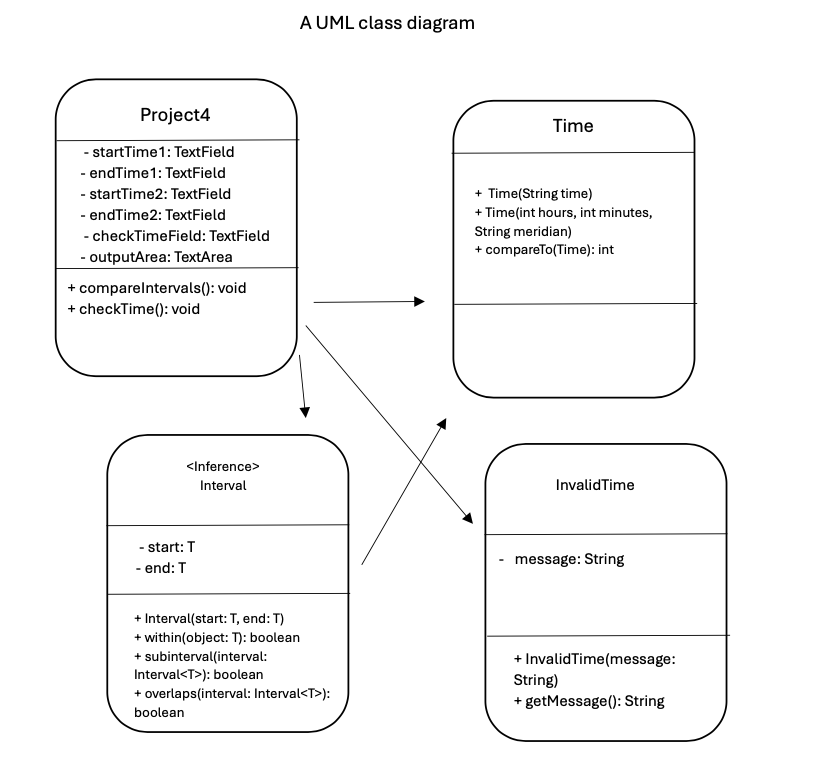 A UML class diagram
Project4
- startTime1: TextField
- endTime1: TextField
- startTime2: TextField
- endTime2: TextField
- checkTimeField: TextField
- outputArea: TextArea
+ compareIntervals(): void
+ checkTime(): void
Time
+ Time(String time)
+ Time(int hours, int minutes,
String meridian)
+ compareTo(Time): int
<Inference>
Interval
- start: T
- end: T
+ Interval(start: T, end: T)
+ within(object: T): boolean
+ subinterval(interval:
Interval<T>): boolean
+ overlaps(interval: Interval<T>):
boolean
InvalidTime
- message: String
+ InvalidTime(message:
String)
+ getMessage(): String